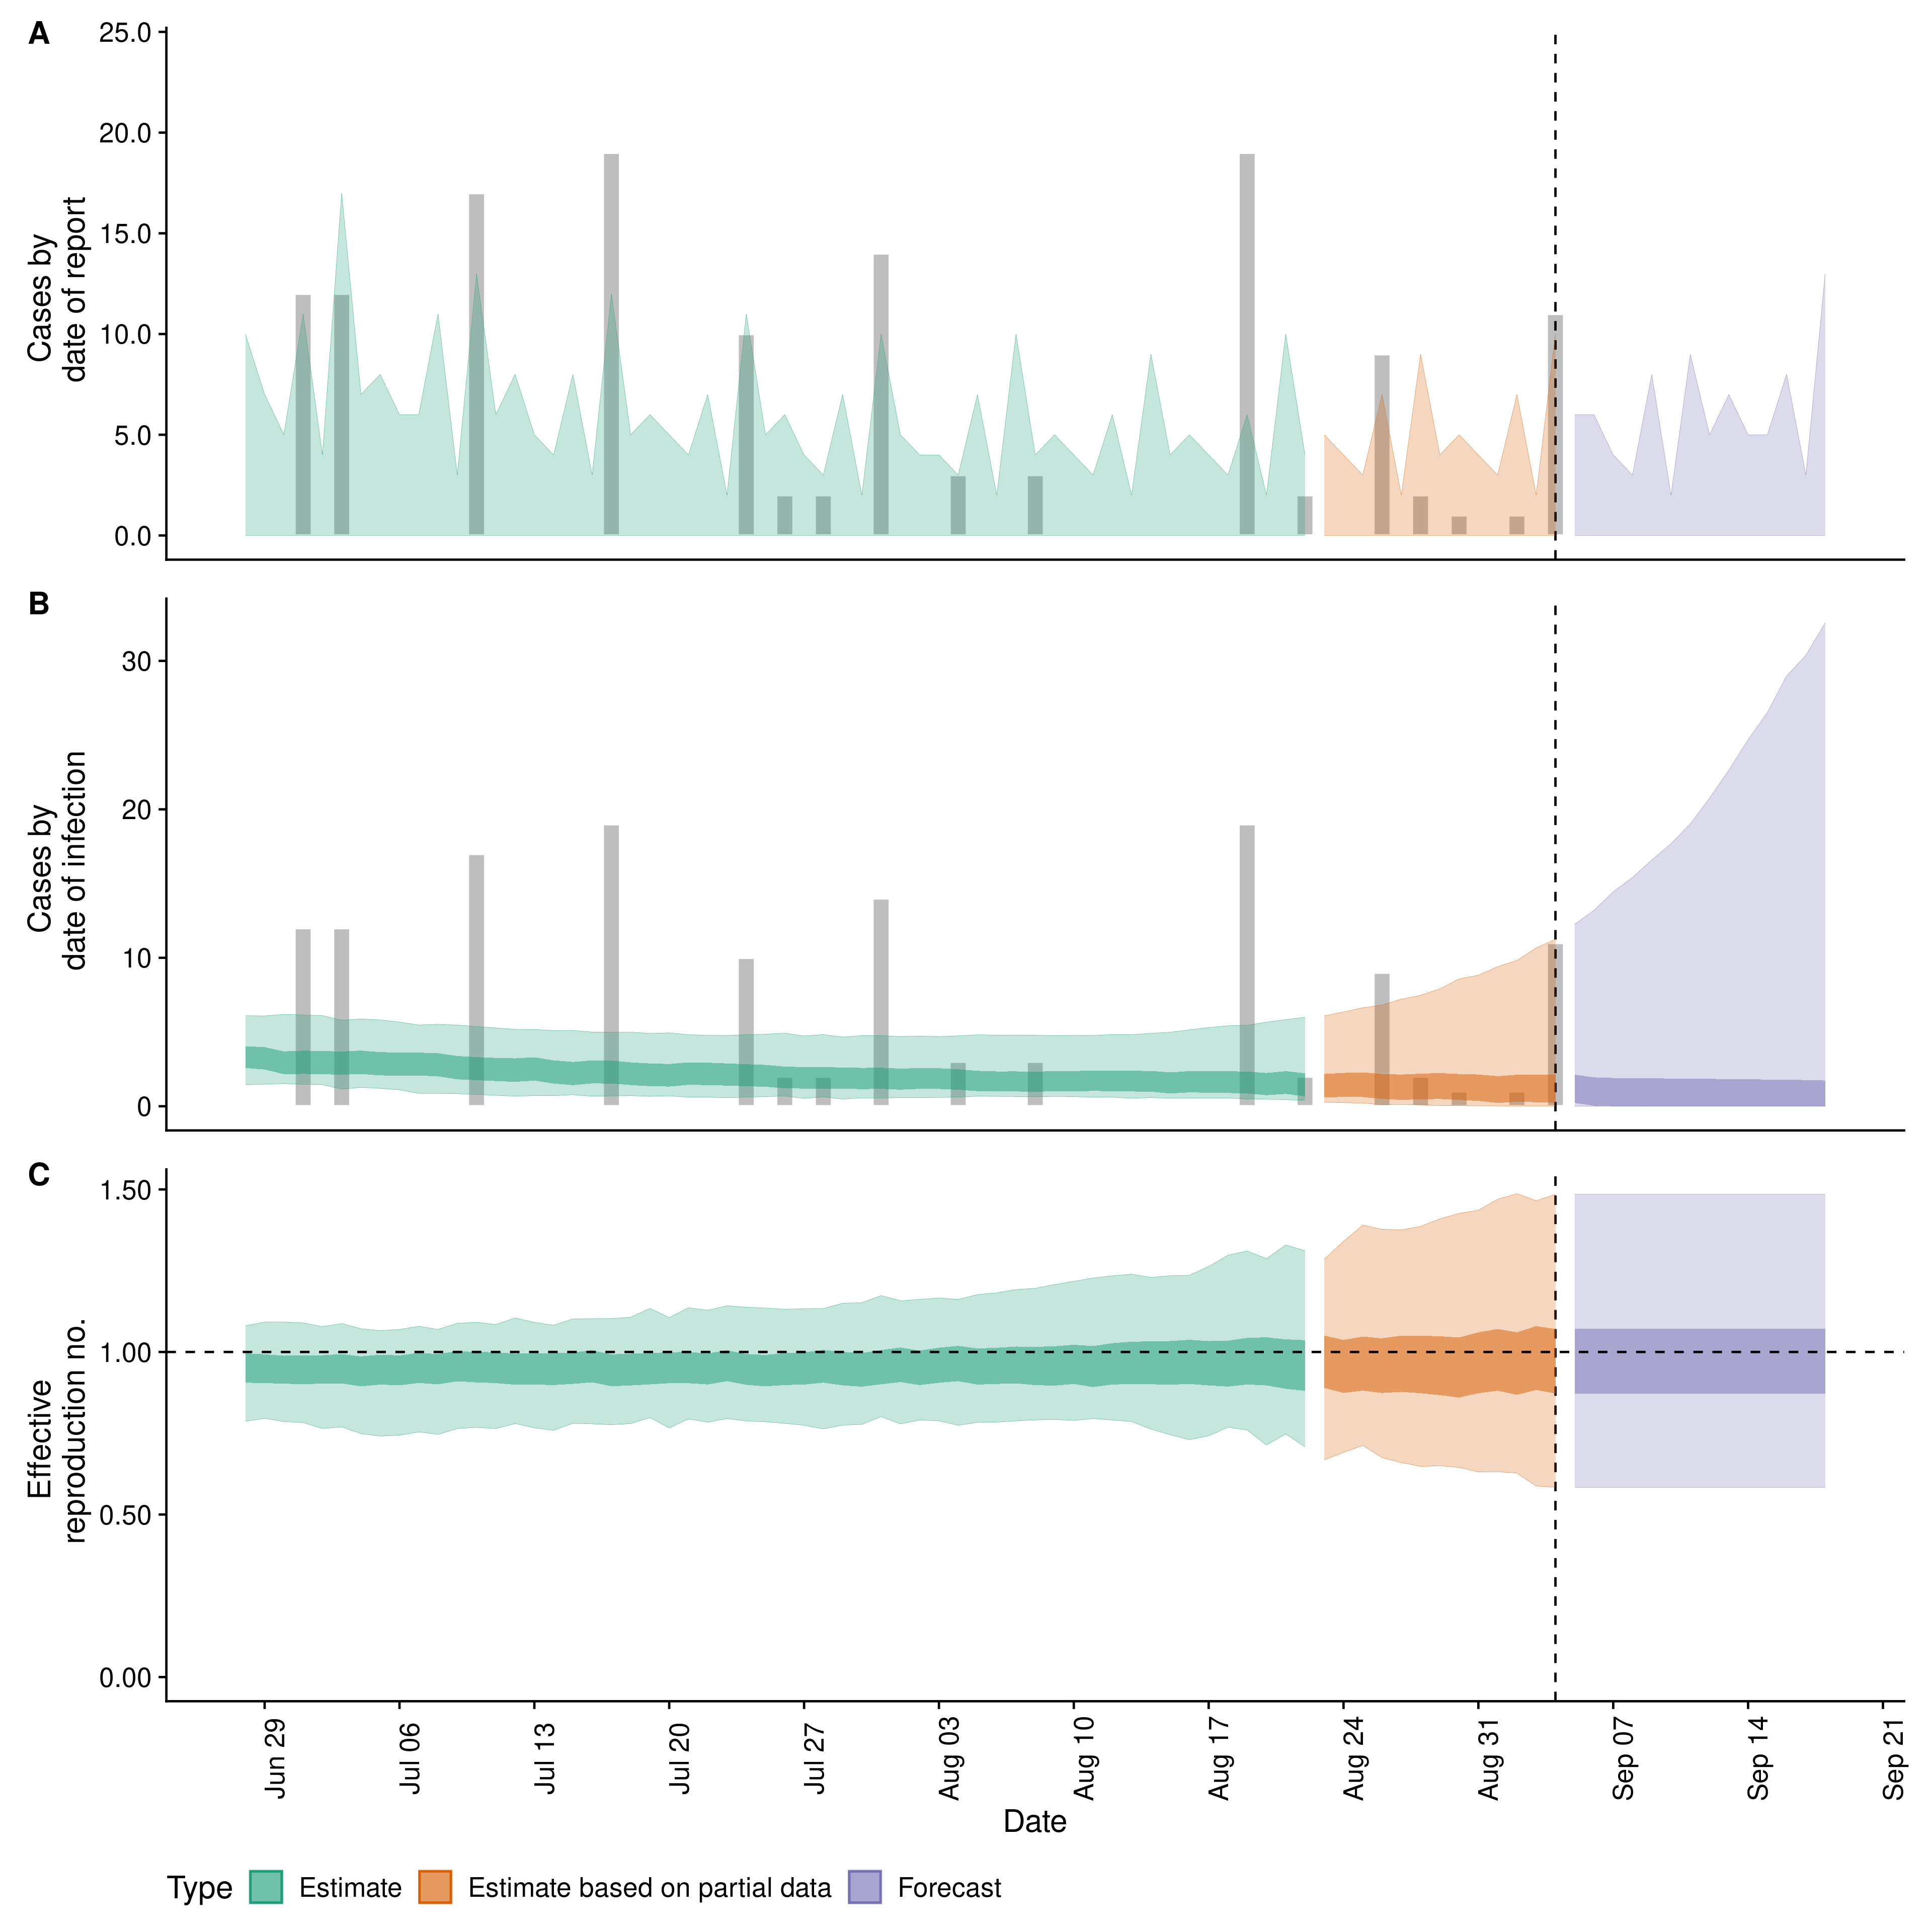 A
Cases by
date of report
25.0
20.0
15.0
10.0
5.0
0.0
B
Cases by
date of infection
30
20
10
0
C
Effective
reproduction no.
1.50
1.00
0.50
0.00
Jun 29
Jul 06
Jul 13
Jul 20
Jul 27
Aug 03
Aug 10
Aug 17
Aug 24
Aug 31
Sep 07
Sep 14
Sep 21
Date
Type Estimate Estimate based on partial data Forecast